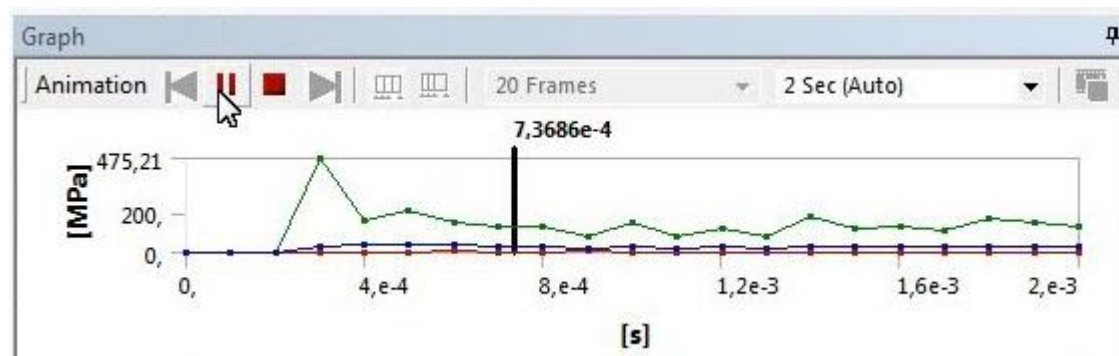 Graph
Animation 20 Frames 2 Sec (Auto)
7,3686e-4
475,21
[MPa]
200,
0,
0, 4,e-4 8,e-4 1,2e-3 1,6e-3 2,e-3
[s]